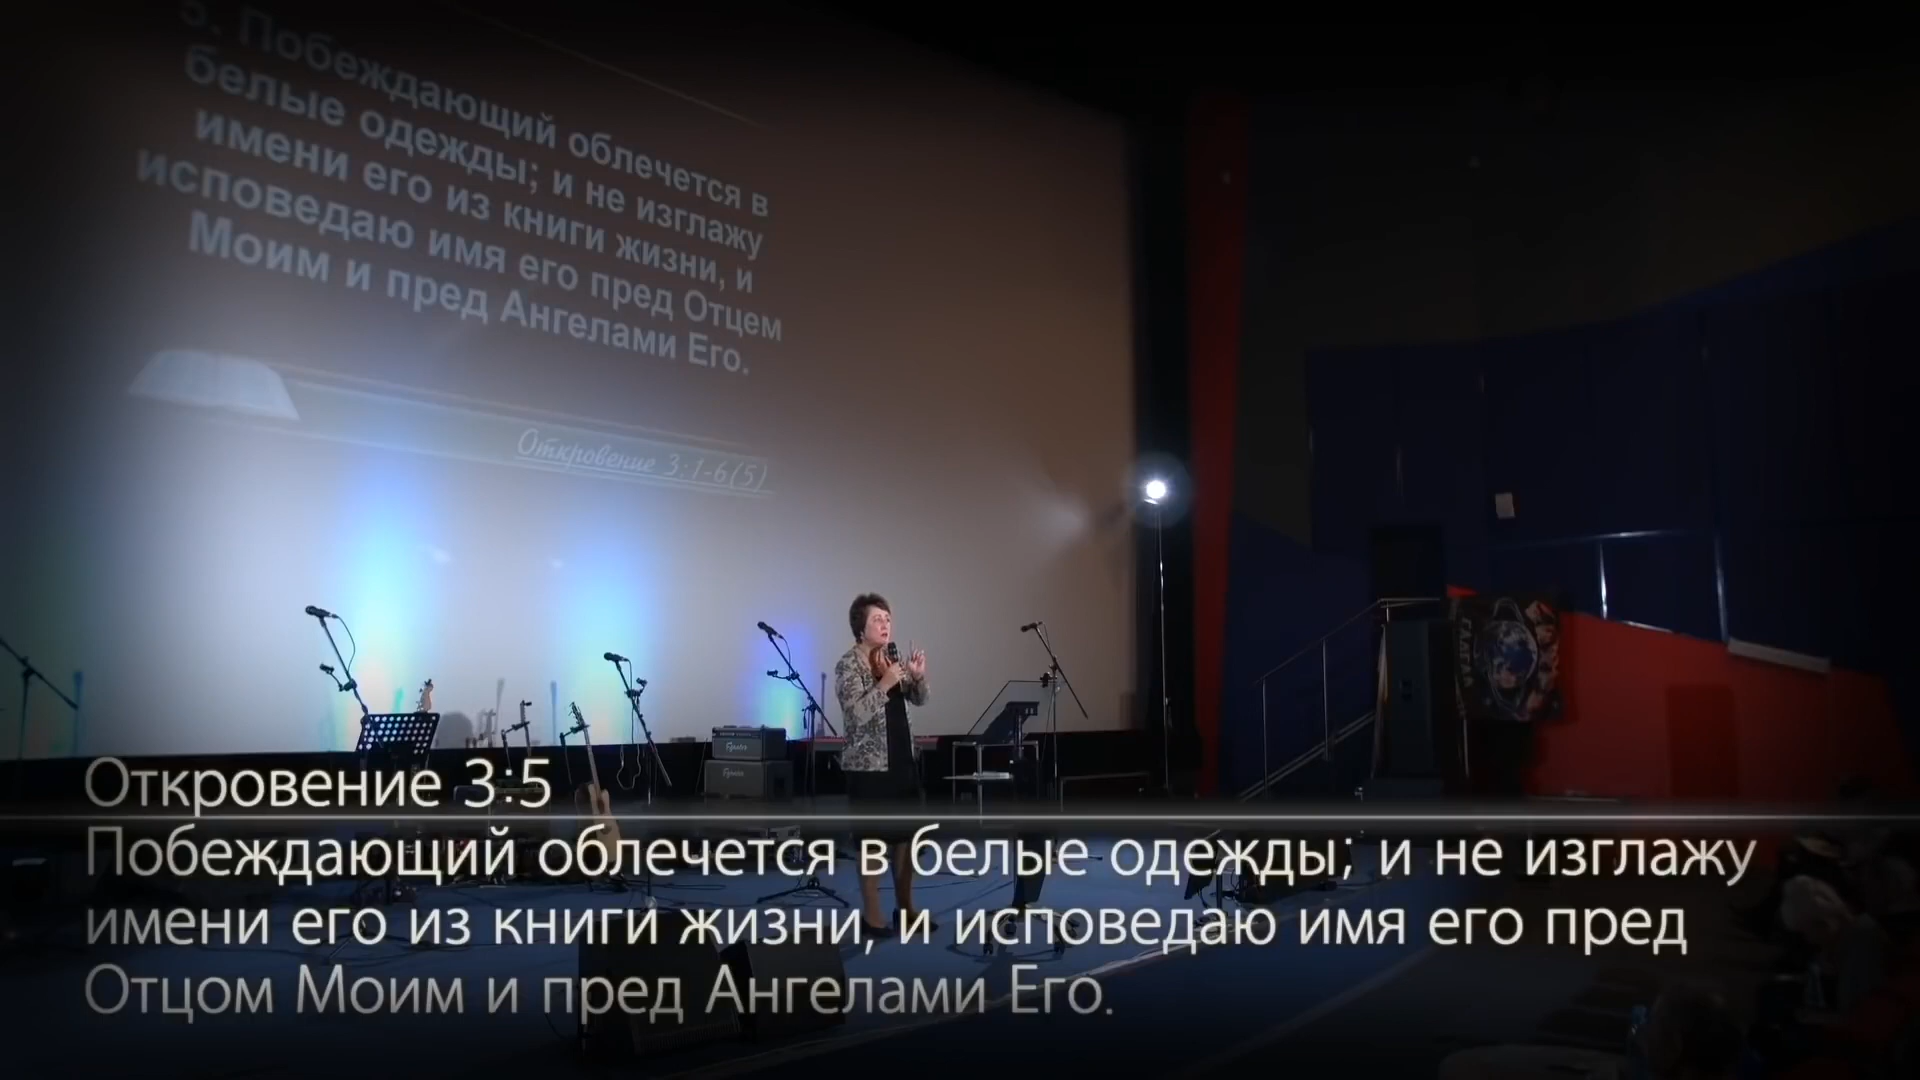 5. Побеждающий облечется в
белые одежды; и не изглажу
имени его из книги жизни, и
исповедаю имя его пред Отцем
Моим и пред Ангелами Его.
Откровение 3:1-6(5)
Откровение 3:5
Побеждающий облечется в белые одежды; и не изглажу
имени его из книги жизни, и исповедаю имя его пред
Отцом Моим и пред Ангелами Его.